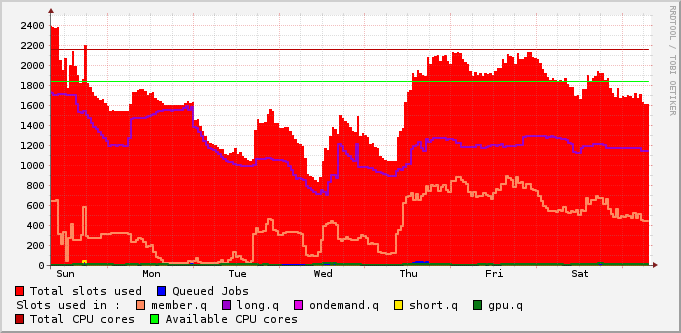 RRDTOOL / TOBI OETIKER
2400
2200
2000
1800
1600
1400
1200
1000
800
600
400
200
0
Sun Mon Tue Wed Thu Fri Sat
Total slots used Queued Jobs
Slots used in : member.q long.q ondemand.q short.q gpu.q
Total CPU cores Available CPU cores